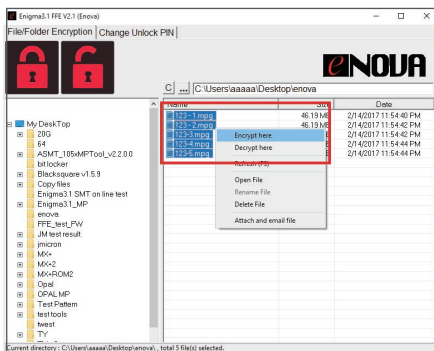 Enigma3.1 FFE V2.1 (Enova)
File/Folder Encryption Change Unlock PIN
ENOVA
C ... C:\Users\aaaaa\Desktop\enova
Name Size Date
123-1.mpg 46.19 MB 2/14/2017 11:54:40 PM
123-2.mpg 46.19 MB 2/14/2017 11:54:42 PM
123-3.mpg 2/14/2017 11:54:42 PM
123-4.mpg 2/14/2017 11:54:44 PM
123-5.mpg 2/14/2017 11:54:44 PM
Encrypt here
Decrypt here
Refresh (F5)
Open File
Rename File
Delete File
Attach and email file
My DeskTop
20G
64
ASMT_105xMPTool_v2.2.0.0
bit locker
Blacksquare v1.5.9
Copy files
Enigma3.1 SMT on line test
Enigma3.1_MP
enova
FFE_test_FW
JM test result
jmicron
MX+
MX+2
MX+ROM2
Opal
OPAL MP
Test Pattern
test tools
twest
TY
Current directory : C:\Users\aaaaa\Desktop\enova\ , total 5 file(s) selected.